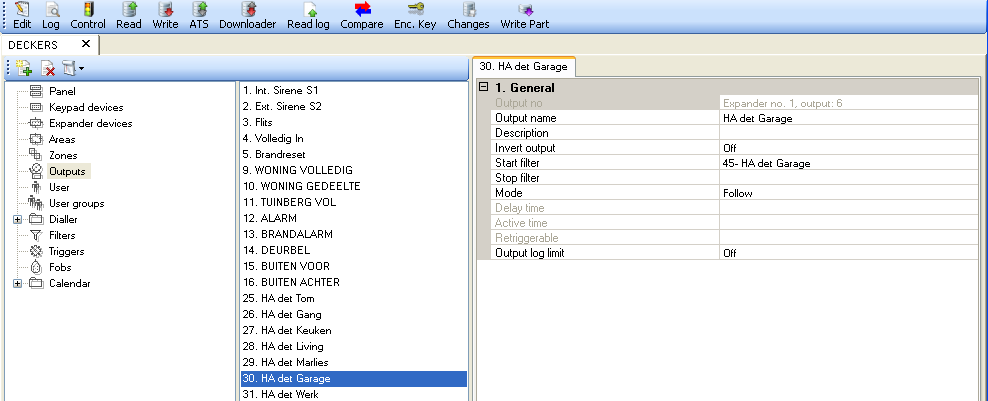 Edit Log Control Read Write ATS Downloader Read log Compare Enc. Key Changes Write Part
DECKERS X
Panel
Keypad devices
Expander devices
Areas
Zones
Outputs
User
User groups
Dialler
Filters
Triggers
Fobs
Calendar
1. Int. Sirene S1
2. Ext. Sirene S2
3. Flits
4. Volledig In
5. Brandreset
9. WONING VOLLEDIG
10. WONING GEDEELTE
11. TUINBERG VOL
12. ALARM
13. BRANDALARM
14. DEURBEL
15. BUITEN VOOR
16. BUITEN ACHTER
25. HA det Tom
26. HA det Gang
27. HA det Keuken
28. HA det Living
29. HA det Marlies
30. HA det Garage
31. HA det Werk
30. HA det Garage
1. General
Output no Expander no. 1, output: 6
Output name HA det Garage
Description
Invert output Off
Start filter 45- HA det Garage
Stop filter
Mode Follow
Delay time
Active time
Retriggerable
Output log limit Off